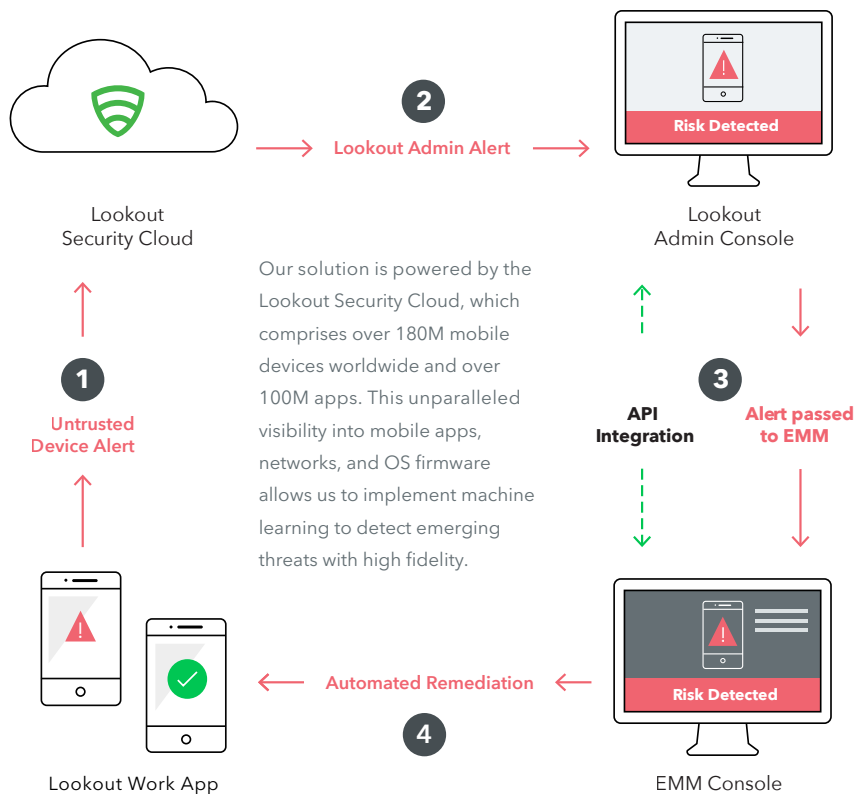 2
Lookout Admin Alert
Risk Detected
Lookout
Security Cloud
Lookout
Admin Console
Our solution is powered by the
Lookout Security Cloud, which
comprises over 180M mobile
devices worldwide and over
100M apps. This unparalleled
visibility into mobile apps,
networks, and OS firmware
allows us to implement machine
learning to detect emerging
threats with high fidelity.
1
Untrusted
Device Alert
3
API
Integration
Alert passed
to EMM
Automated Remediation
4
Risk Detected
Lookout Work App
EMM Console